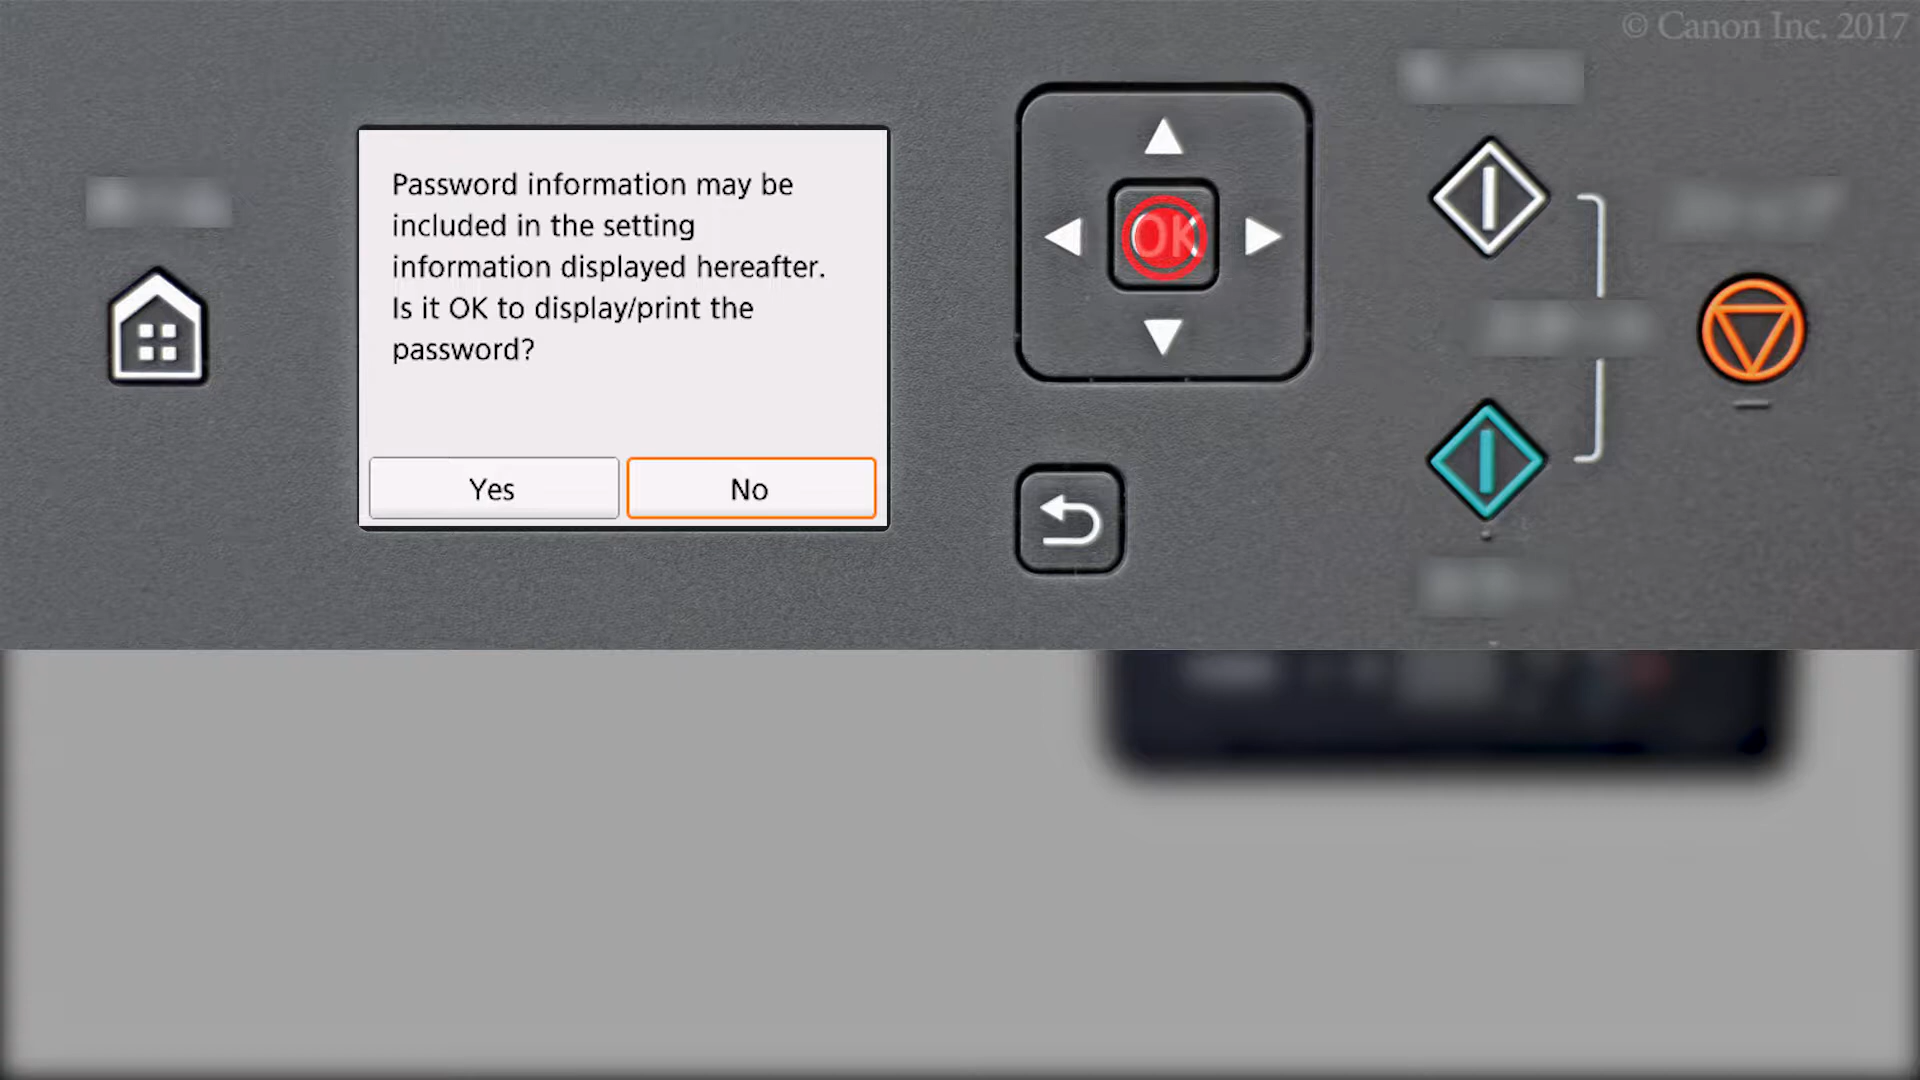 © Canon Inc. 2017
Password information may be
included in the setting
information displayed hereafter.
Is it OK to display/print the
password?
Yes
No
OK